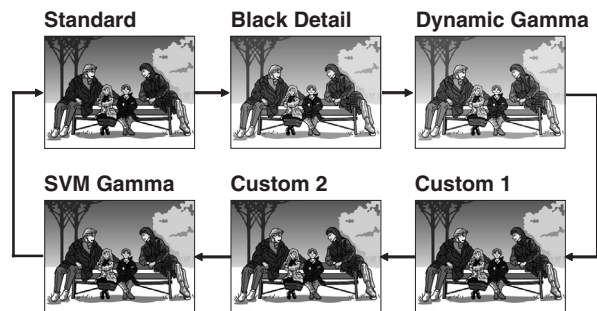 Standard
Black Detail
Dynamic Gamma
SVM Gamma
Custom 2
Custom 1